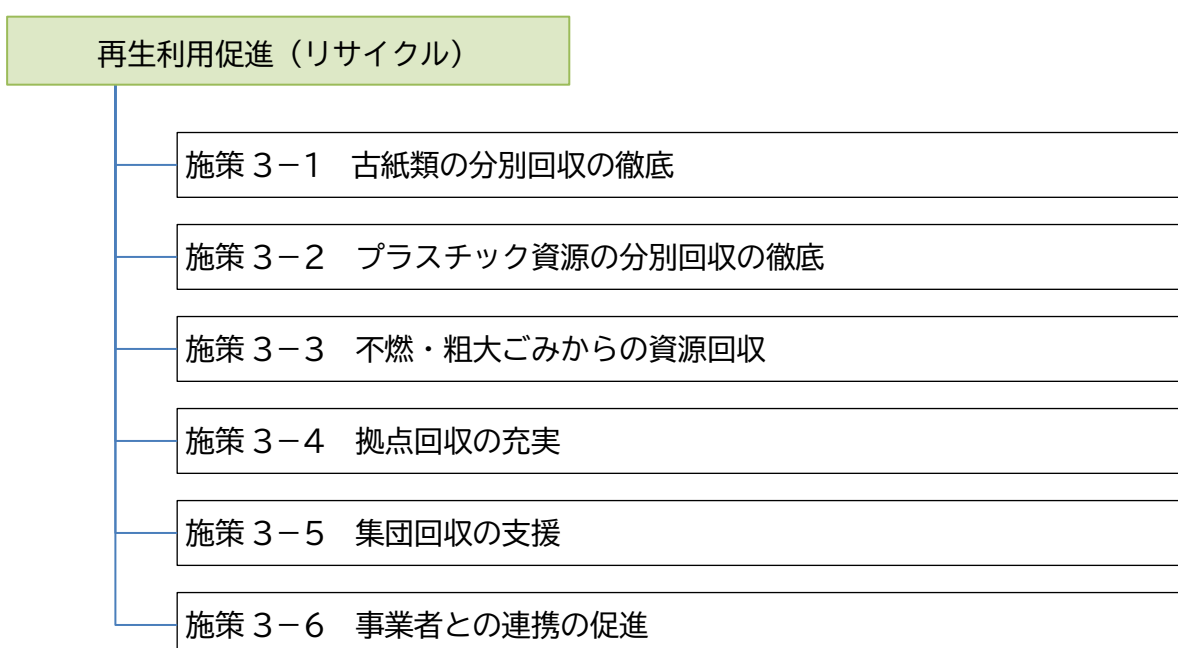 再生利用促進（リサイクル）
施策３－１　古紙類の分別回収の徹底
施策３－２　プラスチック資源の分別回収の徹底
施策３－３　不燃・粗大ごみからの資源回収
施策３－４　拠点回収の充実
施策３－５　集団回収の支援
施策３－６　事業者との連携の促進